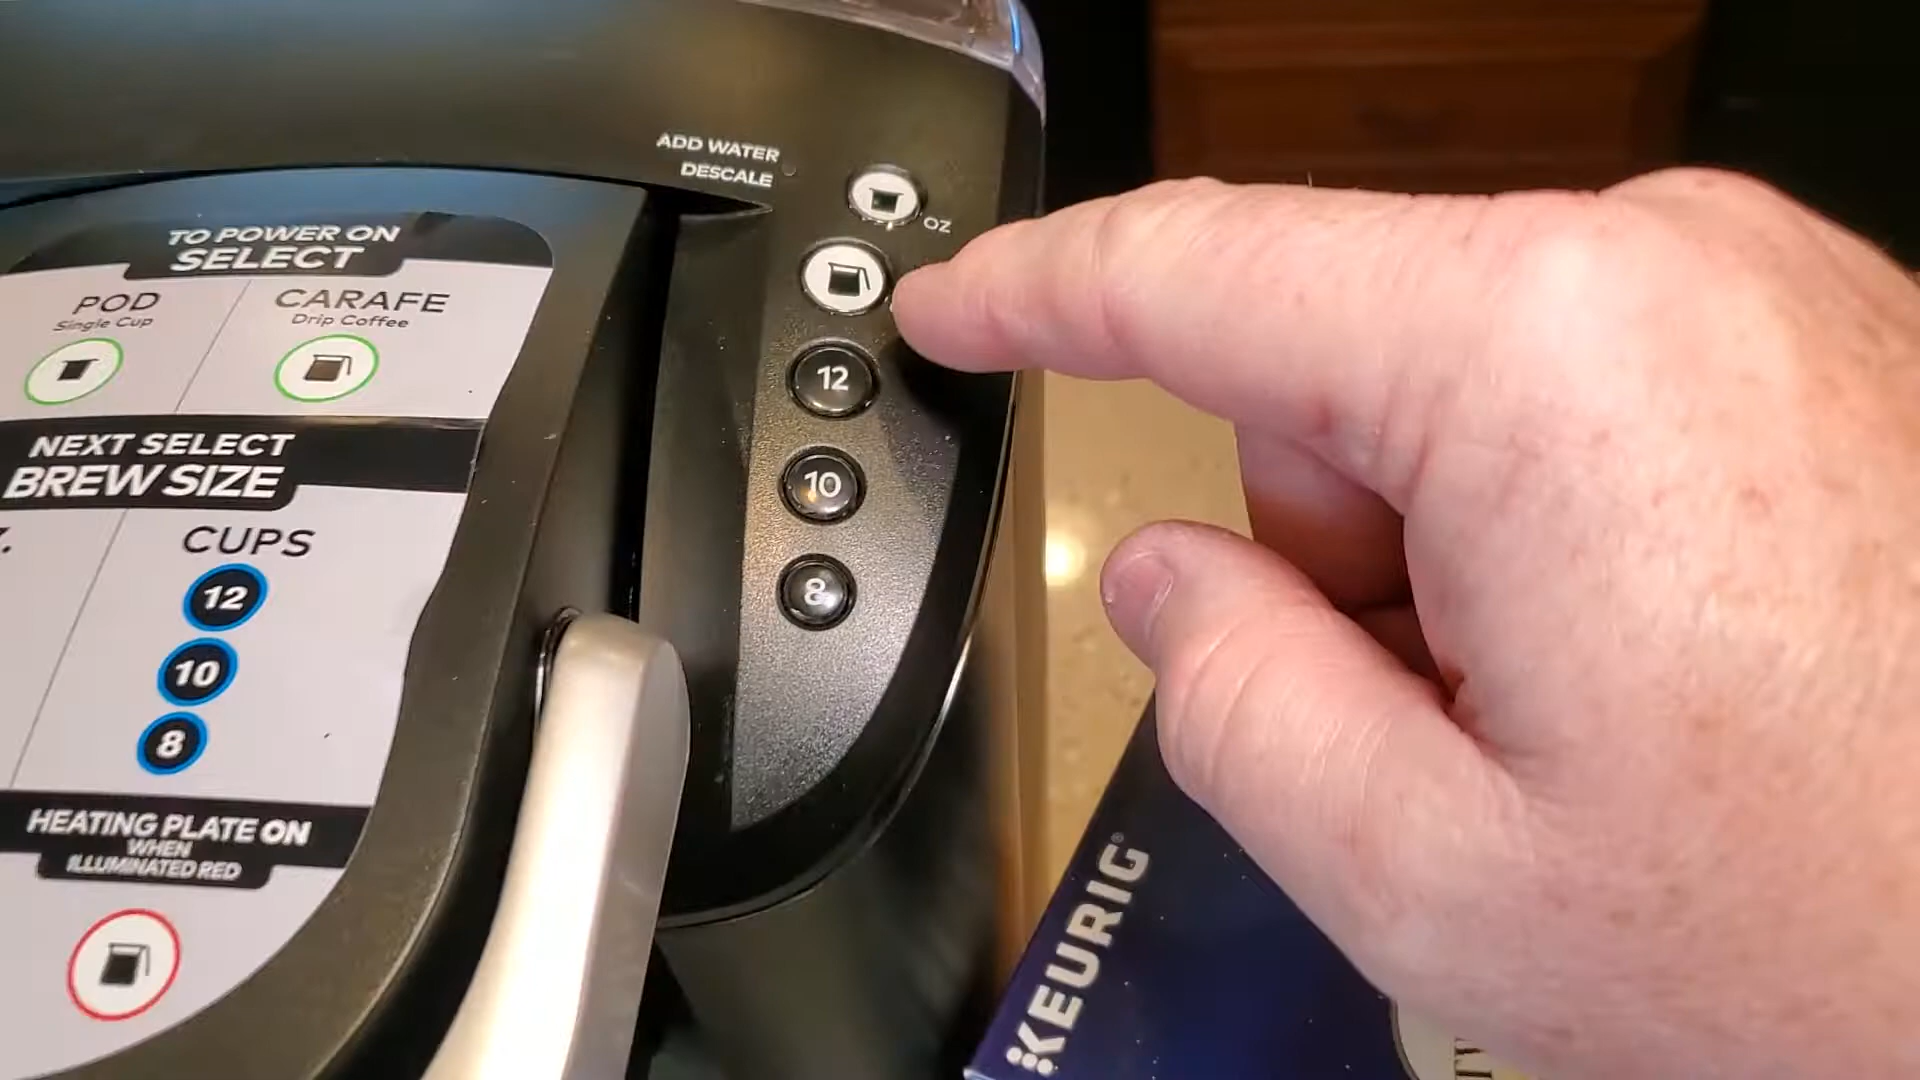 ADD WATER
DESCALE
OZ
12
10
8
TO POWER ON
SELECT
POD
Single Cup
CARAFE
Drip Coffee
NEXT SELECT
BREW SIZE
CUPS
12
10
8
HEATING PLATE ON
WHEN
ILLUMINATED RED
KEURIG®